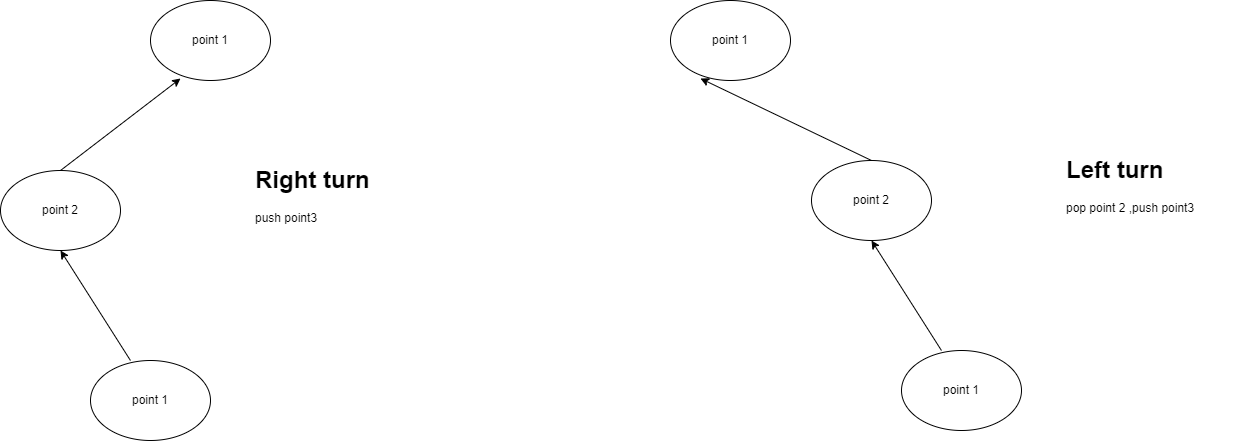 point 1
point 1
Left turn
Right turn
point 2
point 2
pop point 2 ,push point3
push point3
point 1
point 1